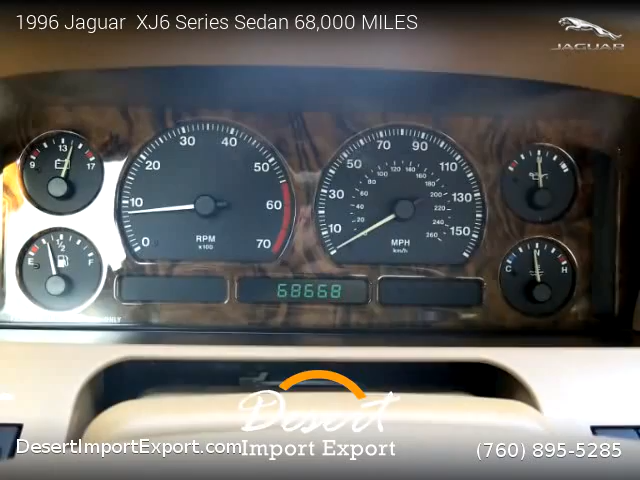 1996 Jaguar XJ6 Series Sedan 68,000 MILES
JAGUAR
9 13 17
E 1/2 F
0 10 20 30 40 50 60 70
RPM
x100
10 30 50 70 90 110 130 150
20 40 60 80 100 120 140 160 180 200 220 240 260
MPH
km/h
C H
68668
ONLY
Desert
Import Export
DesertImportExport.com
(760) 895-5285